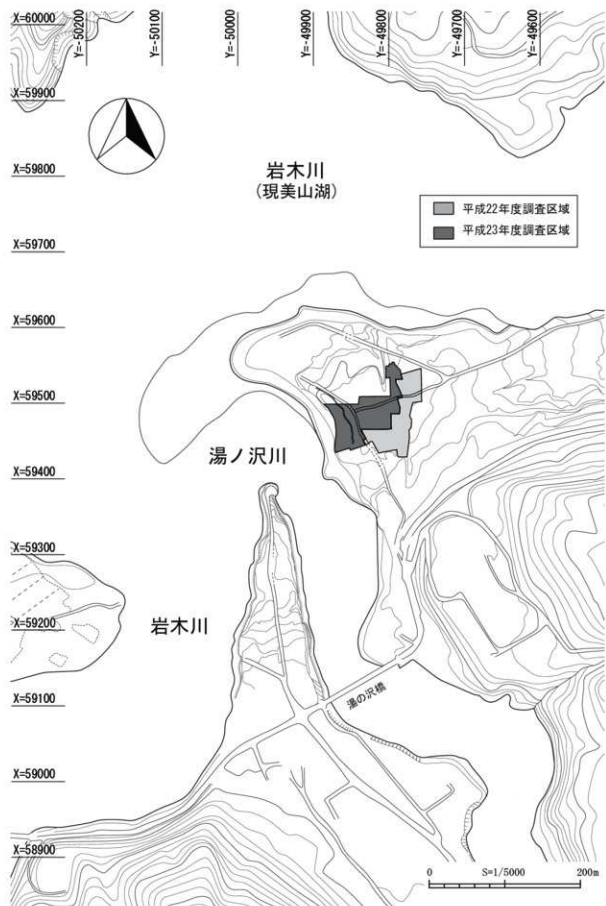 X=60000
Y=-50200
Y=-50100
Y=-50000
Y=-49900
Y=-49800
Y=-49700
Y=-49600
X=59900
X=59800
岩木川
(現美山湖)
平成22年度調査区域
平成23年度調査区域
X=59700
X=59600
X=59500
湯ノ沢川
X=59400
X=59300
岩木川
X=59200
湯の沢橋
X=59100
X=59000
X=58900
0 S=1/5000 200m